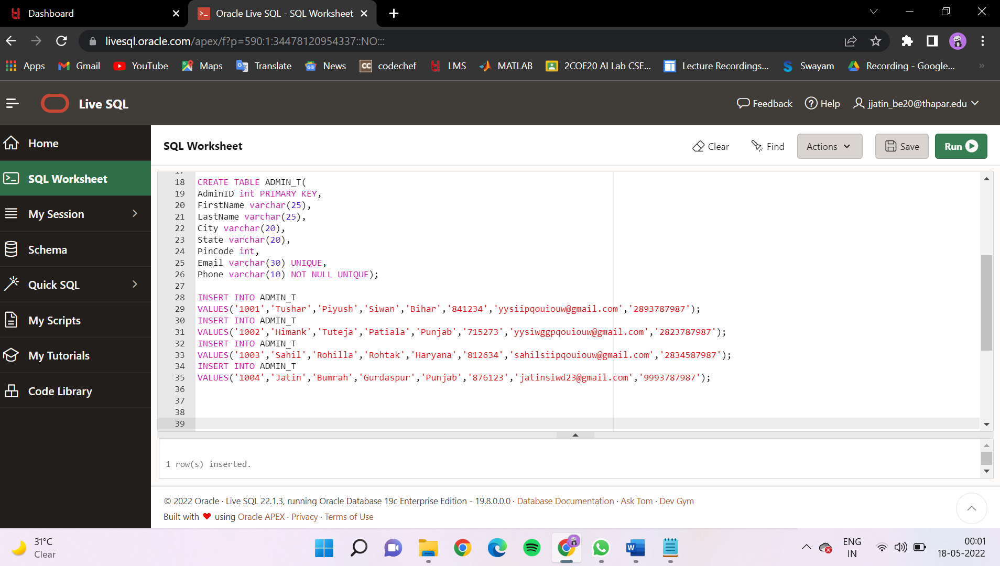 Dashboard
Oracle Live SQL - SQL Worksheet
livesql.oracle.com/apex/f?p=590:1:34478120954337::NO:::
Apps Gmail YouTube Maps Translate News codechef LMS MATLAB 2COE20 AI Lab CSE... Lecture Recordings... Swayam Recording - Google... »
Live SQL
Feedback Help jjatin_be20@thapar.edu
Home
SQL Worksheet
My Session
Schema
Quick SQL
My Scripts
My Tutorials
Code Library
SQL Worksheet
Clear Find Actions Save Run
17
18 CREATE TABLE ADMIN_T(
19 AdminID int PRIMARY KEY,
20 FirstName varchar(25),
21 LastName varchar(25),
22 City varchar(20),
23 State varchar(20),
24 PinCode int,
25 Email varchar(30) UNIQUE,
26 Phone varchar(10) NOT NULL UNIQUE);
27
28 INSERT INTO ADMIN_T
29 VALUES('1001','Tushar','Piyush','Siwan','Bihar','841234','yysiipqouiouw@gmail.com','2893787987');
30 INSERT INTO ADMIN_T
31 VALUES('1002','Himank','Tuteja','Patiala','Punjab','715273','yysiwggpqouiouw@gmail.com','2823787987');
32 INSERT INTO ADMIN_T
33 VALUES('1003','Sahil','Rohilla','Rohtak','Haryana','812634','sahilsiipqouiouw@gmail.com','2834587987');
34 INSERT INTO ADMIN_T
35 VALUES('1004','Jatin','Bumrah','Gurdaspur','Punjab','876123','jatinsiwd23@gmail.com','9993787987');
36
37
38
39
1 row(s) inserted.
© 2022 Oracle · Live SQL 22.1.3, running Oracle Database 19c Enterprise Edition - 19.8.0.0.0 · Database Documentation · Ask Tom · Dev Gym
Built with ❤ using Oracle APEX · Privacy · Terms of Use
31°C
Clear
ENG
IN
00:01
18-05-2022